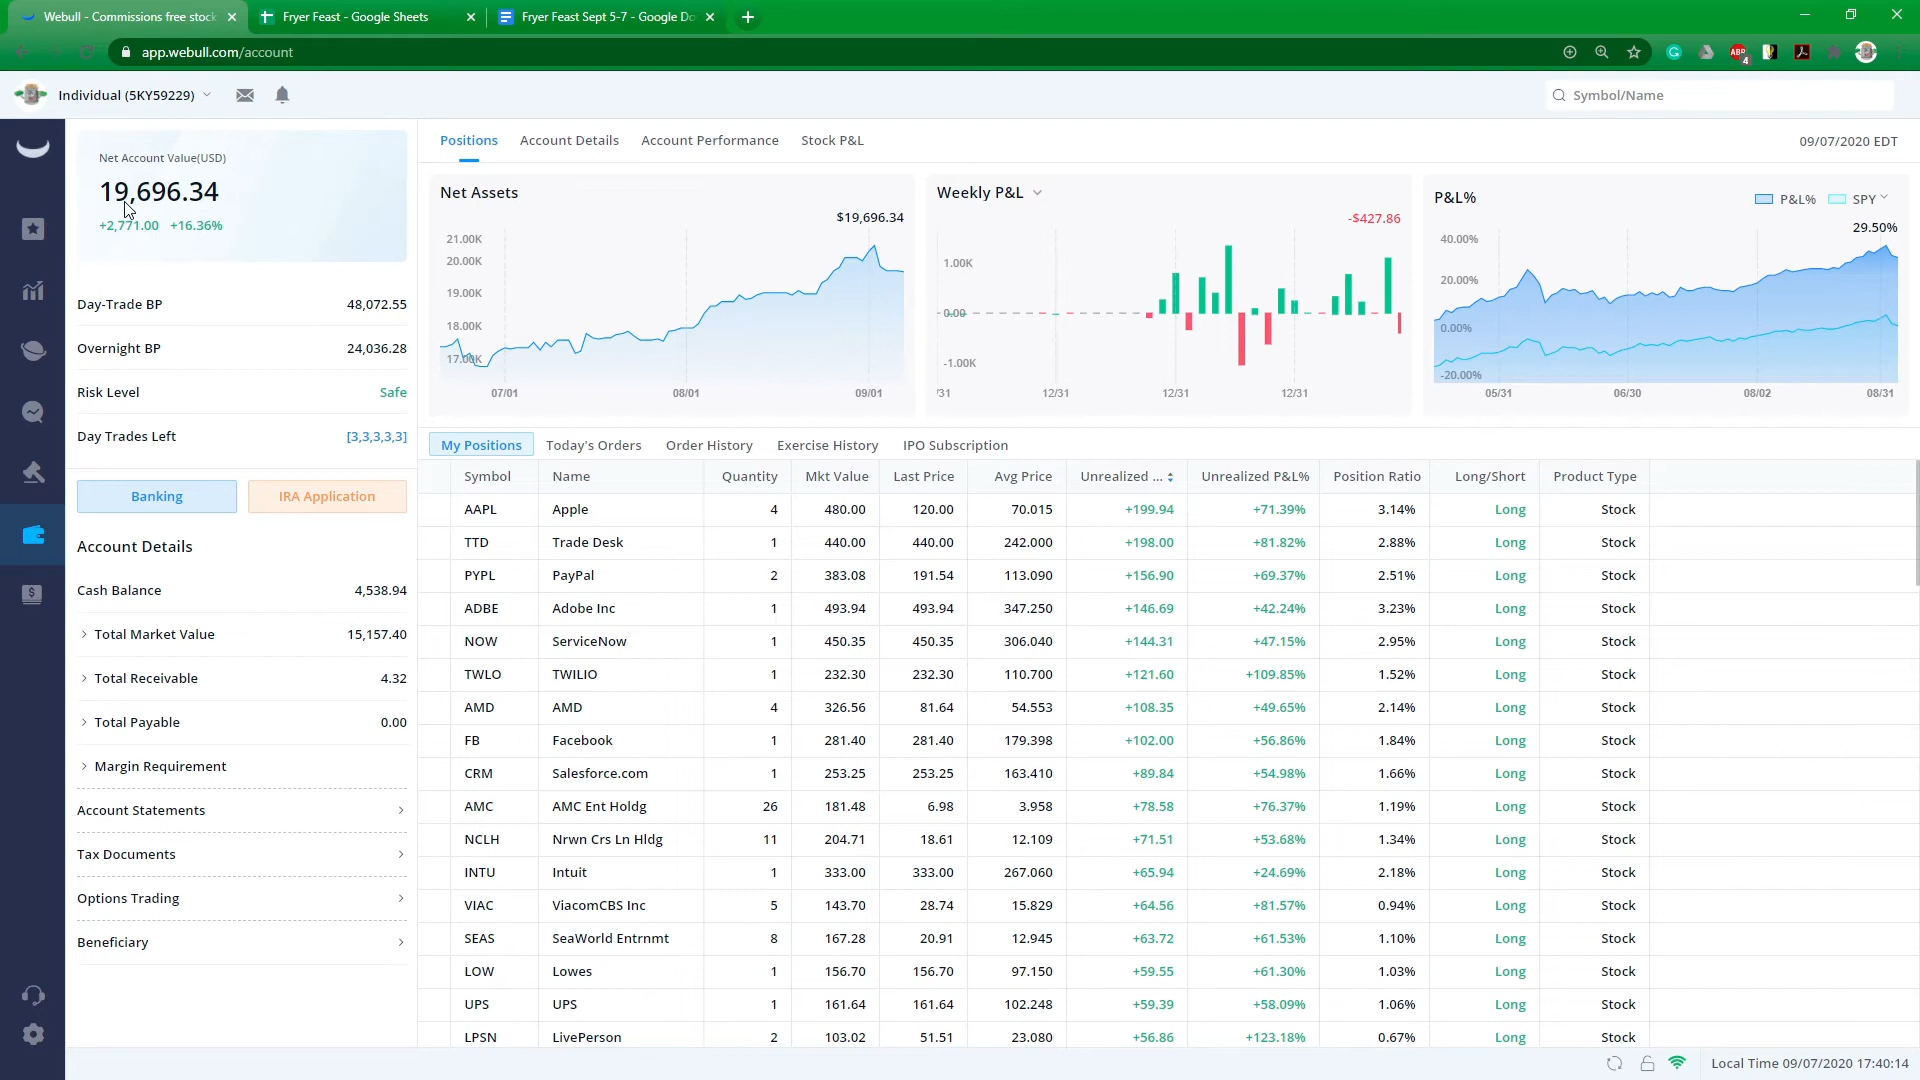 Webull - Commissions free stock
Fryer Feast - Google Sheets
Fryer Feast Sept 5-7 - Google Do
app.webull.com/account
ABP
4
Individual (5KY59229)
Symbol/Name
Net Account Value(USD)
19,696.34
+2,771.00 +16.36%
Day-Trade BP 48,072.55
Overnight BP 24,036.28
Risk Level Safe
Day Trades Left [3,3,3,3,3]
Banking IRA Application
Account Details
Cash Balance 4,538.94
Total Market Value 15,157.40
Total Receivable 4.32
Total Payable 0.00
Margin Requirement
Account Statements
Tax Documents
Options Trading
Beneficiary
Positions Account Details Account Performance Stock P&L
09/07/2020 EDT
Net Assets
$19,696.34
21.00K
20.00K
19.00K
18.00K
17.00K
07/01 08/01 09/01
Weekly P&L
-$427.86
1.00K
0.00
-1.00K
/31 12/31 12/31 12/31
P&L%
P&L% SPY
29.50%
40.00%
20.00%
0.00%
-20.00%
05/31 06/30 08/02 08/31
My Positions Today's Orders Order History Exercise History IPO Subscription
Symbol Name Quantity Mkt Value Last Price Avg Price Unrealized ... Unrealized P&L% Position Ratio Long/Short Product Type
AAPL Apple 4 480.00 120.00 70.015 +199.94 +71.39% 3.14% Long Stock
TTD Trade Desk 1 440.00 440.00 242.000 +198.00 +81.82% 2.88% Long Stock
PYPL PayPal 2 383.08 191.54 113.090 +156.90 +69.37% 2.51% Long Stock
ADBE Adobe Inc 1 493.94 493.94 347.250 +146.69 +42.24% 3.23% Long Stock
NOW ServiceNow 1 450.35 450.35 306.040 +144.31 +47.15% 2.95% Long Stock
TWLO TWILIO 1 232.30 232.30 110.700 +121.60 +109.85% 1.52% Long Stock
AMD AMD 4 326.56 81.64 54.553 +108.35 +49.65% 2.14% Long Stock
FB Facebook 1 281.40 281.40 179.398 +102.00 +56.86% 1.84% Long Stock
CRM Salesforce.com 1 253.25 253.25 163.410 +89.84 +54.98% 1.66% Long Stock
AMC AMC Ent Holdg 26 181.48 6.98 3.958 +78.58 +76.37% 1.19% Long Stock
NCLH Nrwn Crs Ln Hldg 11 204.71 18.61 12.109 +71.51 +53.68% 1.34% Long Stock
INTU Intuit 1 333.00 333.00 267.060 +65.94 +24.69% 2.18% Long Stock
VIAC ViacomCBS Inc 5 143.70 28.74 15.829 +64.56 +81.57% 0.94% Long Stock
SEAS SeaWorld Entrnmt 8 167.28 20.91 12.945 +63.72 +61.53% 1.10% Long Stock
LOW Lowes 1 156.70 156.70 97.150 +59.55 +61.30% 1.03% Long Stock
UPS UPS 1 161.64 161.64 102.248 +59.39 +58.09% 1.06% Long Stock
LPSN LivePerson 2 103.02 51.51 23.080 +56.86 +123.18% 0.67% Long Stock
Local Time 09/07/2020 17:40:14